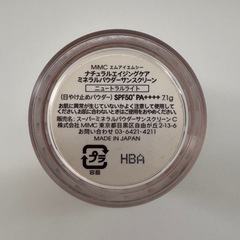 MiMC エムアイエムシー
ナチュラルエイジングケア
ミネラルパウダーサンスクリーン
ニュートラルライト
(日やけ止めパウダー) SPF50+ PA++++ 7.1g
お肌に異常が生じていないかよく注意して使用して
ください。お肌に合わない時はご使用をおやめください。
販売名:スーパーミネラルパウダーサンスクリーン C
株式会社MIMC 東京都目黒区自由が丘2-13-6
お問い合わせ先 03-6421-4211
MADE IN JAPAN
プラ
容器
HBA